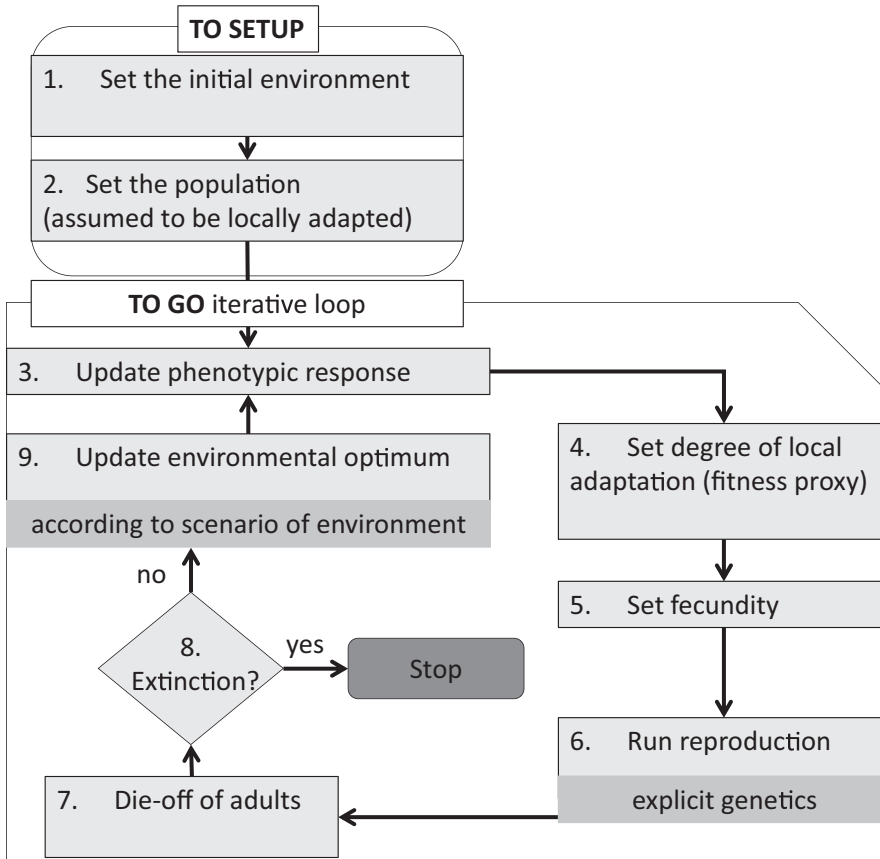 TO SETUP
1. Set the initial environment
2. Set the population
(assumed to be locally adapted)
TO GO iterative loop
3. Update phenotypic response
4. Set degree of local
adaptation (fitness proxy)
5. Set fecundity
6. Run reproduction
explicit genetics
7. Die-off of adults
8.
Extinction?
yes
Stop
no
9. Update environmental optimum
according to scenario of environment